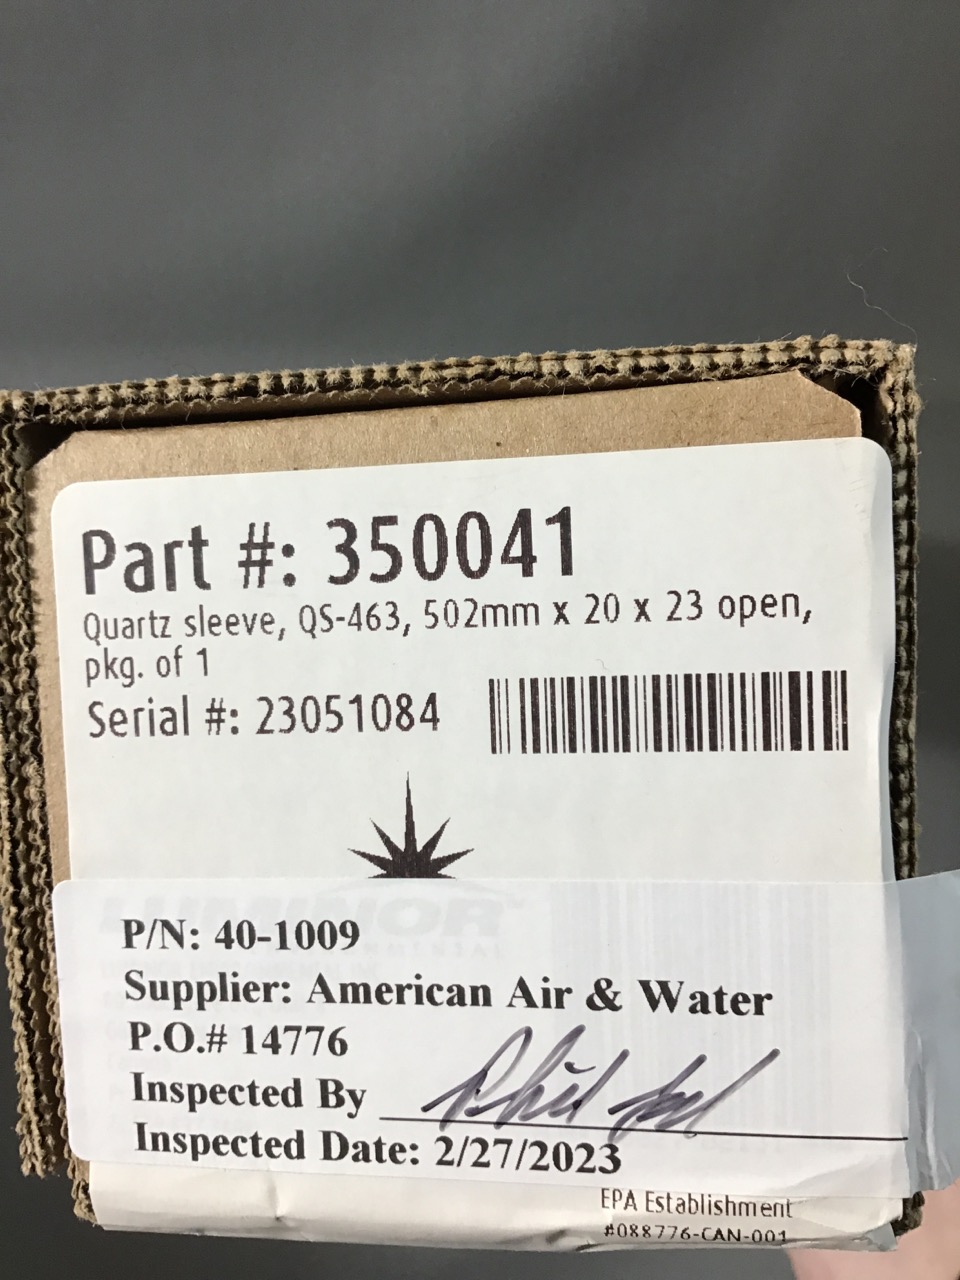 Part #: 350041
Quartz sleeve, QS-463, 502mm x 20 x 23 open,
pkg. of 1
Serial #: 23051084
LUMINOR
P/N: 40-1009
Supplier: American Air & Water
P.O.# 14776
Inspected By
Inspected Date: 2/27/2023
EPA Establishment
#088776-CAN-001